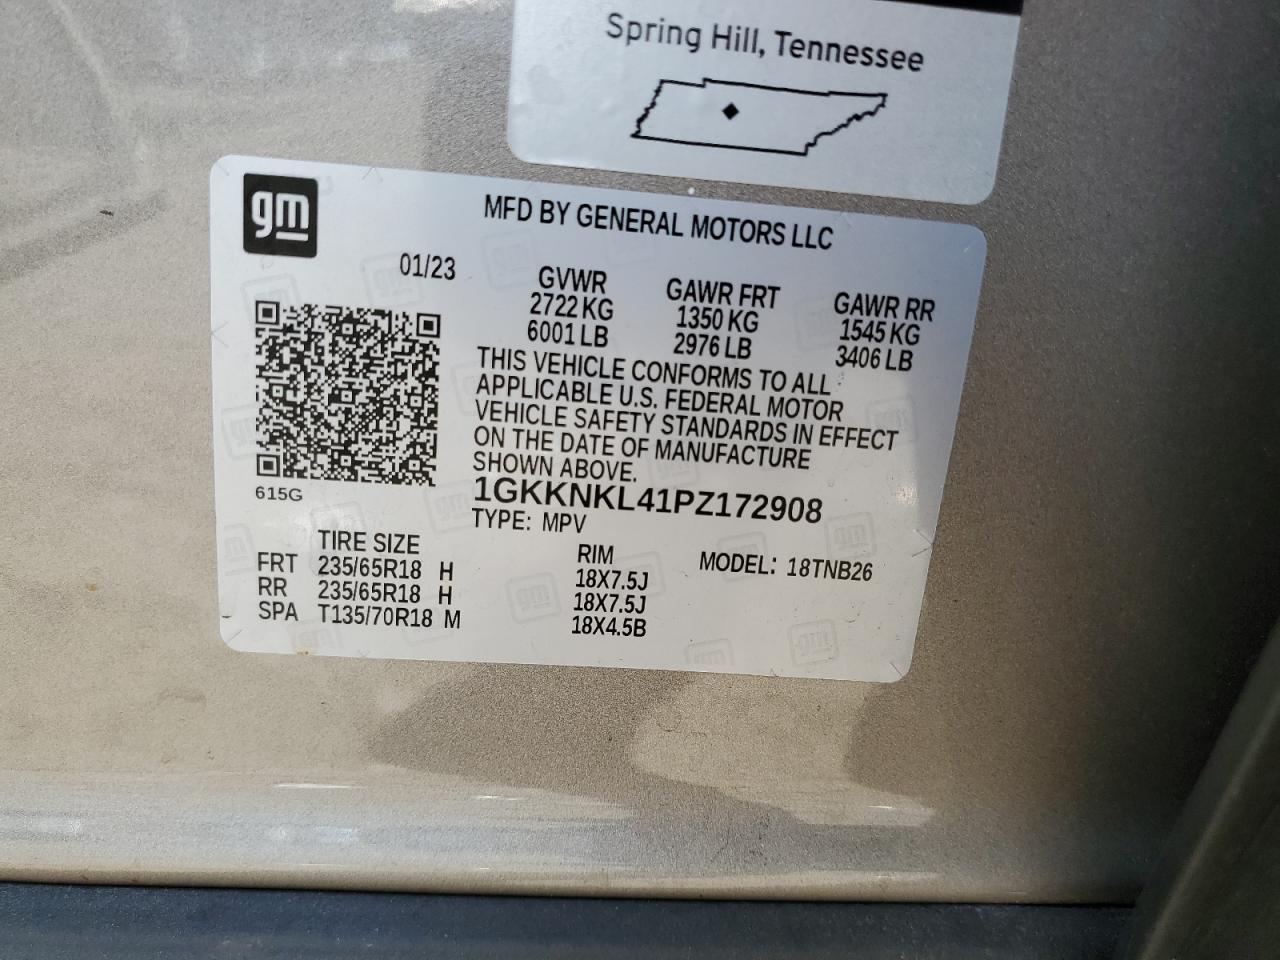 Spring Hill, Tennessee
gm
MFD BY GENERAL MOTORS LLC
01/23
GVWR GAWR FRT GAWR RR
2722 KG 1350 KG 1545 KG
6001 LB 2976 LB 3406 LB
THIS VEHICLE CONFORMS TO ALL
APPLICABLE U.S. FEDERAL MOTOR
VEHICLE SAFETY STANDARDS IN EFFECT
ON THE DATE OF MANUFACTURE
SHOWN ABOVE.
615G
1GKKNKL41PZ172908
TYPE: MPV
TIRE SIZE RIM MODEL: 18TNB26
FRT 235/65R18 H 18X7.5J
RR 235/65R18 H 18X7.5J
SPA T135/70R18 M 18X4.5B